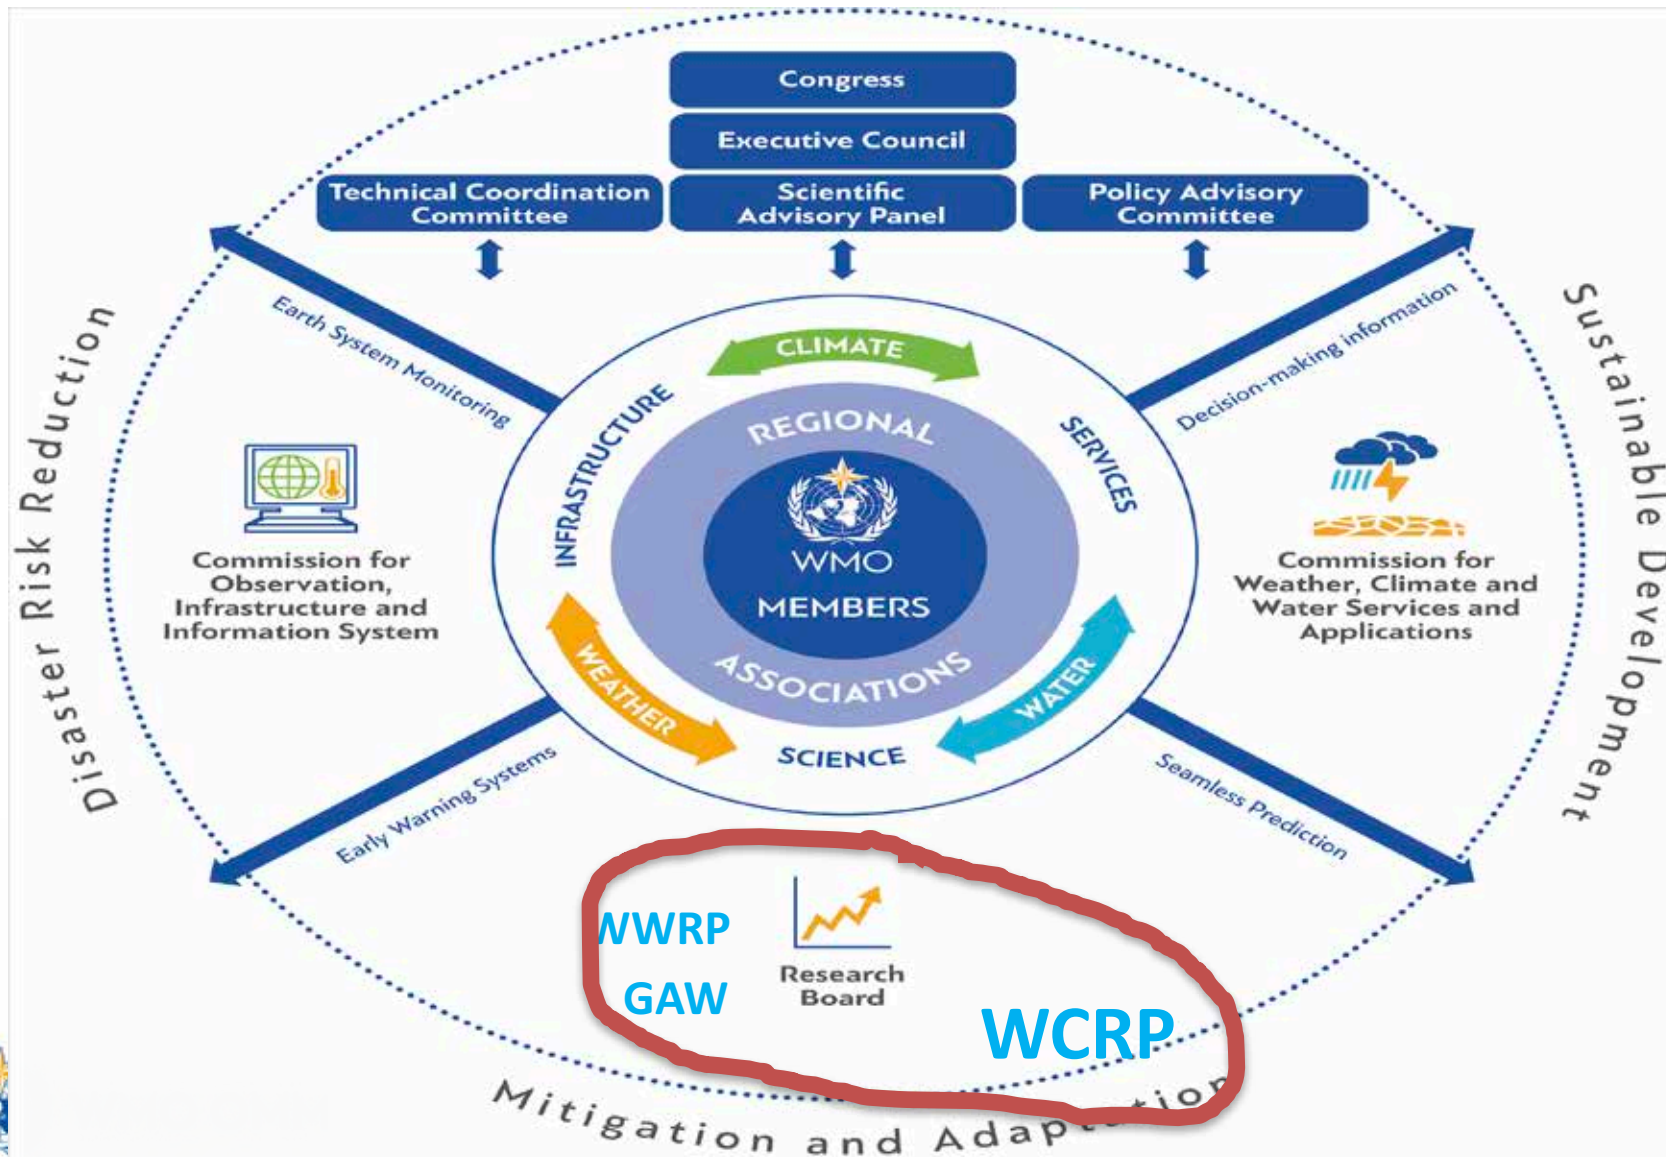 Congress
Executive Council
Technical Coordination
Committee
Scientific
Advisory Panel
Policy Advisory
Committee
Earth System Monitoring
Decision-making information
Disaster Risk Reduction
Sustainable Development
CLIMATE
INFRASTRUCTURE
SERVICES
REGIONAL
WMO
MEMBERS
ASSOCIATIONS
WEATHER
WATER
SCIENCE
Commission for
Observation,
Infrastructure and
Information System
Commission for
Weather, Climate and
Water Services and
Applications
Early Warning Systems
Seamless Prediction
WWRP
GAW
Research
Board
WCRP
Mitigation and Adaptation